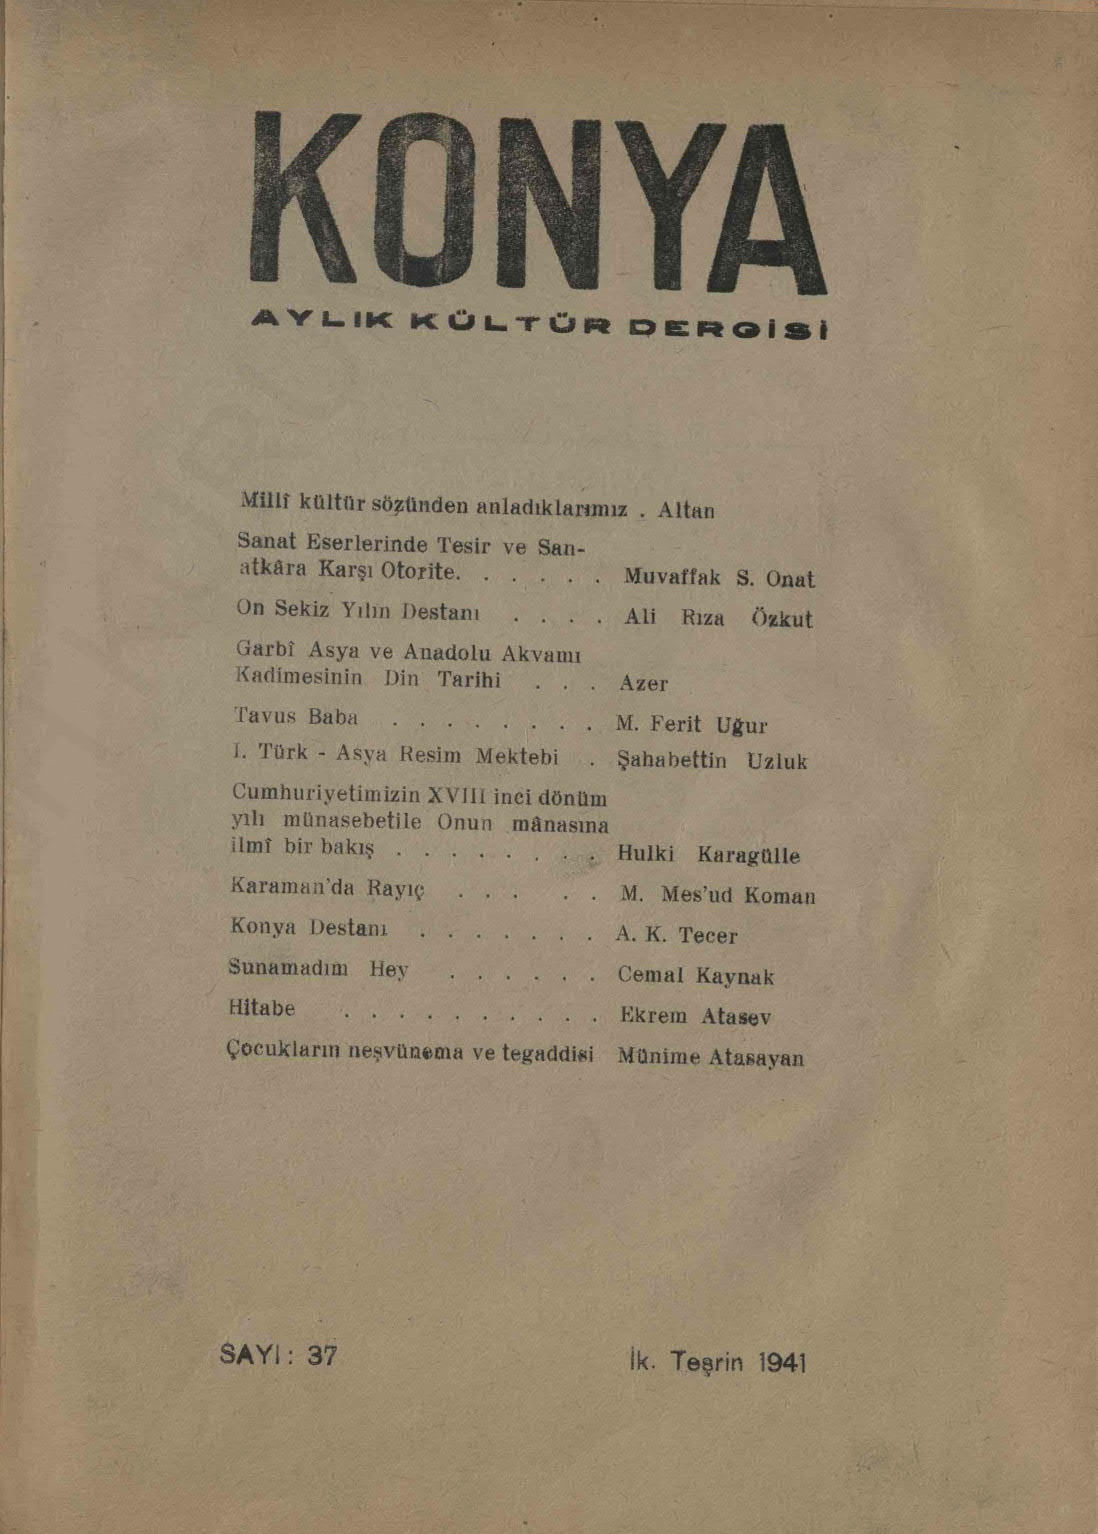 KONYA
AYLIK KÜLTÜR DERGİSİ
Millî kültür sözünden anladıklarımız . Altan
Sanat Eserlerinde Tesir ve San-
atkâra Karşı Otorite. . . . . . Muvaffak S. Onat
On Sekiz Yılın Destanı . . . . Ali Rıza Özkut
Garbî Asya ve Anadolu Akvamı
Kadimesinin Din Tarihi . . . Azer
Tavus Baba . . . . . . . . M. Ferit Uğur
I. Türk - Asya Resim Mektebi . Şahabettin Uzluk
Cumhuriyetimizin XVIII inci dönüm
yılı münasebetile Onun mânasına
ilmî bir bakış . . . . . . . . Hulki Karagülle
Karaman'da Rayıç . . . . . M. Mes'ud Koman
Konya Destanı . . . . . . . A. K. Tecer
Sunamadım Hey . . . . . . Cemal Kaynak
Hitabe . . . . . . . . . . Ekrem Atasev
Çocukların neşvünema ve tegaddisi Münime Atasayan
SAYI: 37
İk. Teşrin 1941